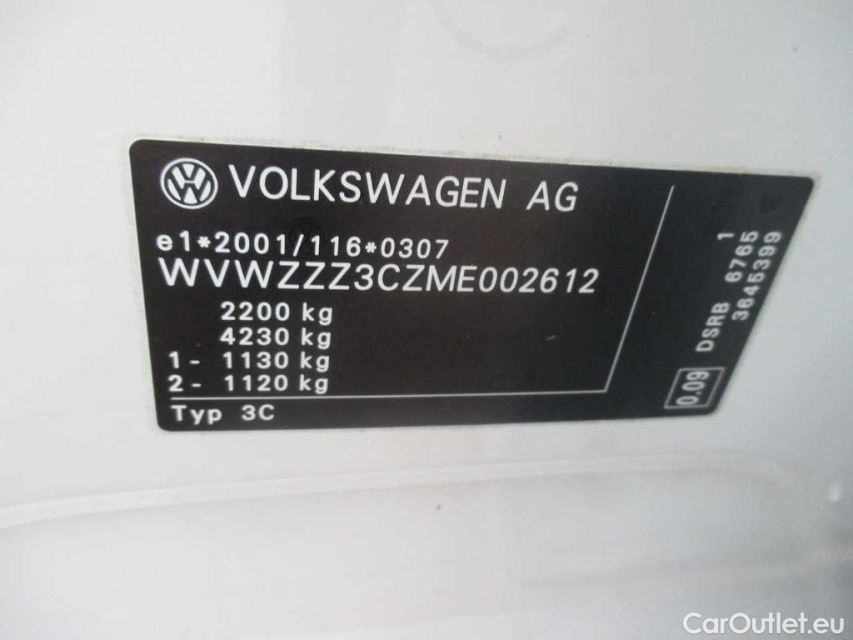 VOLKSWAGEN AG
e1*2001/116*0307
WVWZZZ3CZME002612
2200 kg
4230 kg
1 - 1130 kg
2 - 1120 kg
Typ 3C
1
DSRB 6765
3645399
0.09
CarOutlet.eu